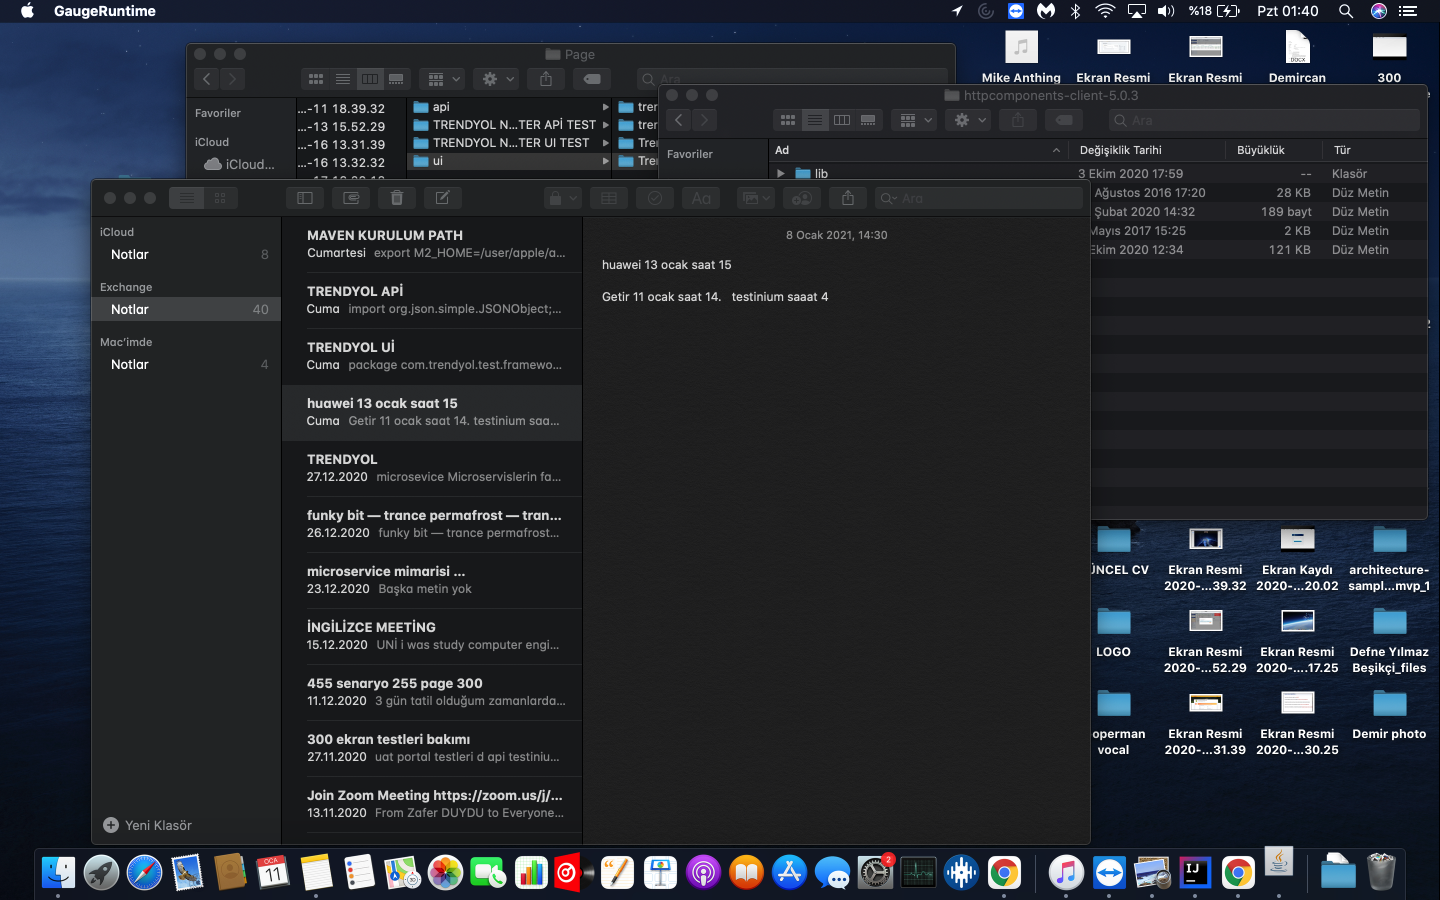 GaugeRuntime
%18
Pzt 01:40
Page
Ara
Favoriler
iCloud
iCloud...
...-11 18.39.32
...-13 15.52.29
...-16 13.31.39
...-16 13.32.32
api
TRENDYOL N...TER APİ TEST
TRENDYOL N...TER UI TEST
ui
trer
trer
Tre
Tre
httpcomponents-client-5.0.3
Ara
Favoriler
Ad
Değişiklik Tarihi
Büyüklük
Tür
lib
3 Ekim 2020 17:59
--
Klasör
Ağustos 2016 17:20
28 KB
Düz Metin
Şubat 2020 14:32
189 bayt
Düz Metin
Mayıs 2017 15:25
2 KB
Düz Metin
Ekim 2020 12:34
121 KB
Düz Metin
Mike Anthing
Ekran Resmi
Ekran Resmi
Demircan
300
DOCX
Aa
Ara
iCloud
Notlar 8
Exchange
Notlar 40
Mac'imde
Notlar 4
Yeni Klasör
MAVEN KURULUM PATH
Cumartesi export M2_HOME=/user/apple/a...
TRENDYOL APİ
Cuma import org.json.simple.JSONObject;...
TRENDYOL Uİ
Cuma package com.trendyol.test.framewo...
huawei 13 ocak saat 15
Cuma Getir 11 ocak saat 14. testinium saa...
TRENDYOL
27.12.2020 microsevice Microservislerin fa...
funky bit — trance permafrost — tran...
26.12.2020 funky bit — trance permafrost...
microservice mimarisi ...
23.12.2020 Başka metin yok
İNGİLİZCE MEETİNG
15.12.2020 UNİ i was study computer engi...
455 senaryo 255 page 300
11.12.2020 3 gün tatil olduğum zamanlarda...
300 ekran testleri bakımı
27.11.2020 uat portal testleri d api testiniu...
Join Zoom Meeting https://zoom.us/j/...
13.11.2020 From Zafer DUYDU to Everyone...
8 Ocak 2021, 14:30
huawei 13 ocak saat 15
Getir 11 ocak saat 14. testinium saaat 4
ÜNCEL CV
Ekran Resmi
2020-...39.32
Ekran Kaydı
2020-...20.02
architecture-
sampl...mvp_1
LOGO
Ekran Resmi
2020-...52.29
Ekran Resmi
2020-....17.25
Defne Yılmaz
Beşikçi_files
operman
vocal
Ekran Resmi
2020-...31.39
Ekran Resmi
2020-...30.25
Demir photo
OCA
11
2
IJ